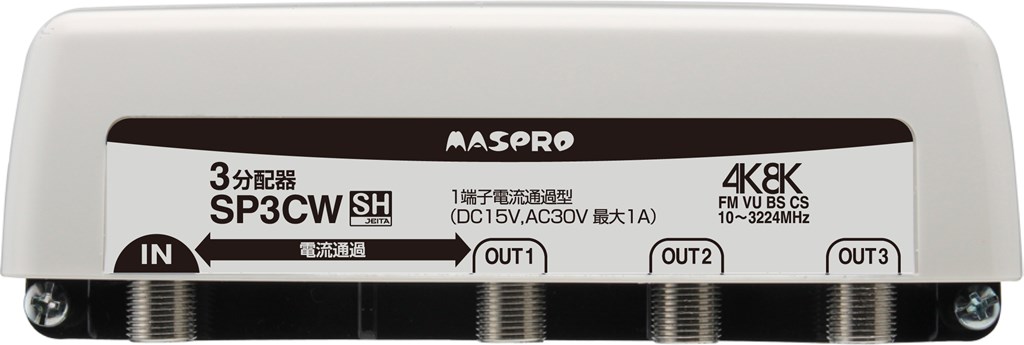 MASPRO
3分配器
SP3CW SH JEITA
1端子電流通過型
(DC15V,AC30V 最大1A)
4K8K
FM VU BS CS
10～3224MHz
IN
電流通過
OUT1
OUT2
OUT3